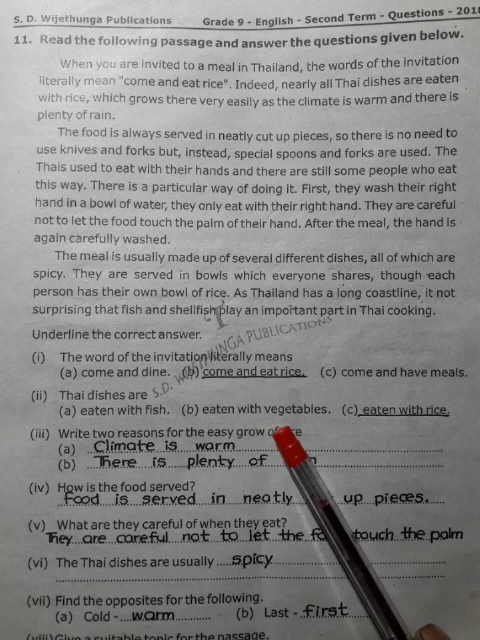 S. D. Wijethunga Publications Grade 9 - English - Second Term - Questions - 2018
11. Read the following passage and answer the questions given below.
When you are invited to a meal in Thailand, the words of the invitation
literally mean "come and eat rice". Indeed, nearly all Thai dishes are eaten
with rice, which grows there very easily as the climate is warm and there is
plenty of rain.
The food is always served in neatly cut up pieces, so there is no need to
use knives and forks but, instead, special spoons and forks are used. The
Thais used to eat with their hands and there are still some people who eat
this way. There is a particular way of doing it. First, they wash their right
hand in a bowl of water, they only eat with their right hand. They are careful
not to let the food touch the palm of their hand. After the meal, the hand is
again carefully washed.
The meal is usually made up of several different dishes, all of which are
spicy. They are served in bowls which everyone shares, though each
person has their own bowl of rice. As Thailand has a long coastline, it not
surprising that fish and shellfish play an important part in Thai cooking.
S.D. WIJETHUNGA PUBLICATIONS
Underline the correct answer.
(i) The word of the invitation literally means
(a) come and dine. (b) come and eat rice. (c) come and have meals.
(ii) Thai dishes are
(a) eaten with fish. (b) eaten with vegetables. (c) eaten with rice.
(iii) Write two reasons for the easy grow
(a) Climate is warm
(b) There is plenty of
(iv) How is the food served?
Food is served in neatly up pieces.
(v) What are they careful of when they eat?
They are careful not to let the touch the palm
(vi) The Thai dishes are usually ....spicy
(vii) Find the opposites for the following.
(a) Cold - warm (b) Last - first
(viii) Give a suitable topic for the passage.